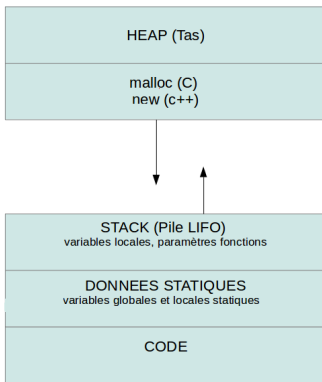 HEAP (Tas)
malloc (C)
new (c++)
STACK (Pile LIFO)
variables locales, paramètres fonctions
DONNEES STATIQUES
variables globales et locales statiques
CODE